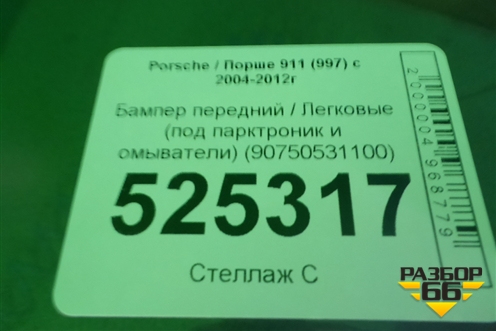 Porsche / Порше 911 (997) с
2004-2012г
Бампер передний / Легковые
(под парктроник и
омыватели) (90750531100)
525317
Стеллаж С
2000004968779
РАЗБОР
66